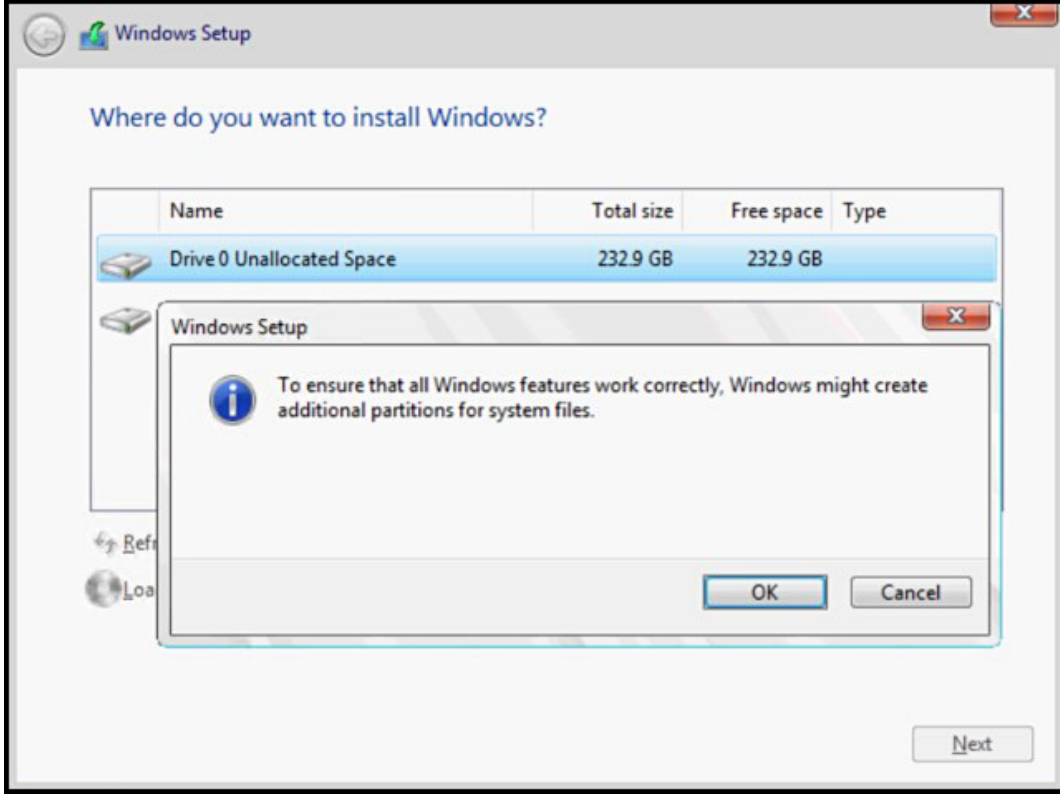 Windows Setup
Where do you want to install Windows?
Name Total size Free space Type
Drive 0 Unallocated Space 232.9 GB 232.9 GB
Windows Setup
To ensure that all Windows features work correctly, Windows might create
additional partitions for system files.
Refr
Loa
OK Cancel
Next